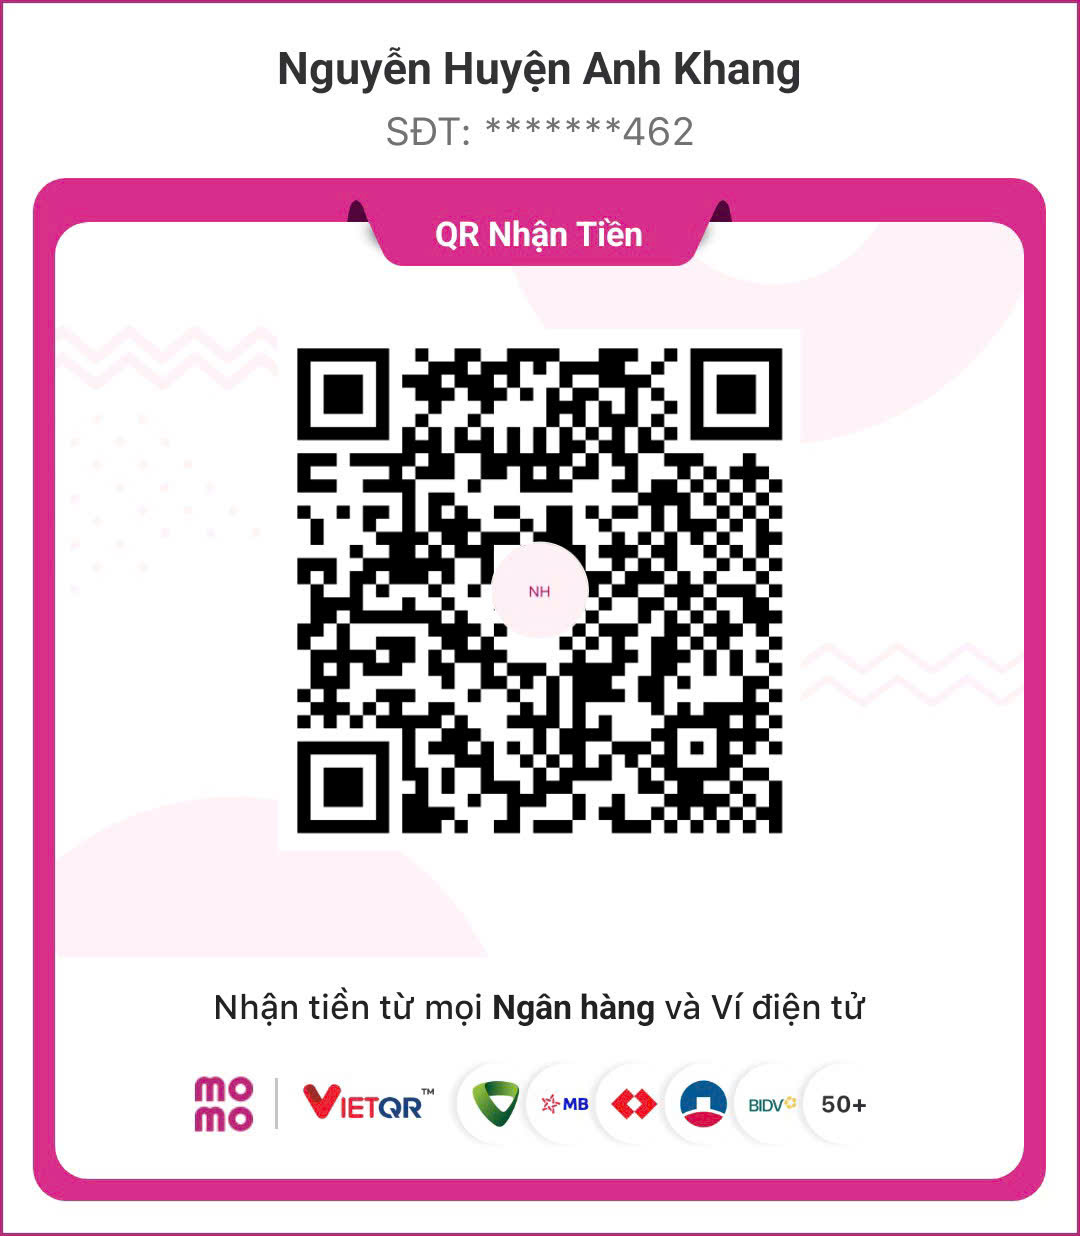 Nguyễn Huyện Anh Khang
SĐT: *******462
QR Nhận Tiền
NH
Nhận tiền từ mọi Ngân hàng và Ví điện tử
mo
mo
VIETQR™
MB
BIDV
50+